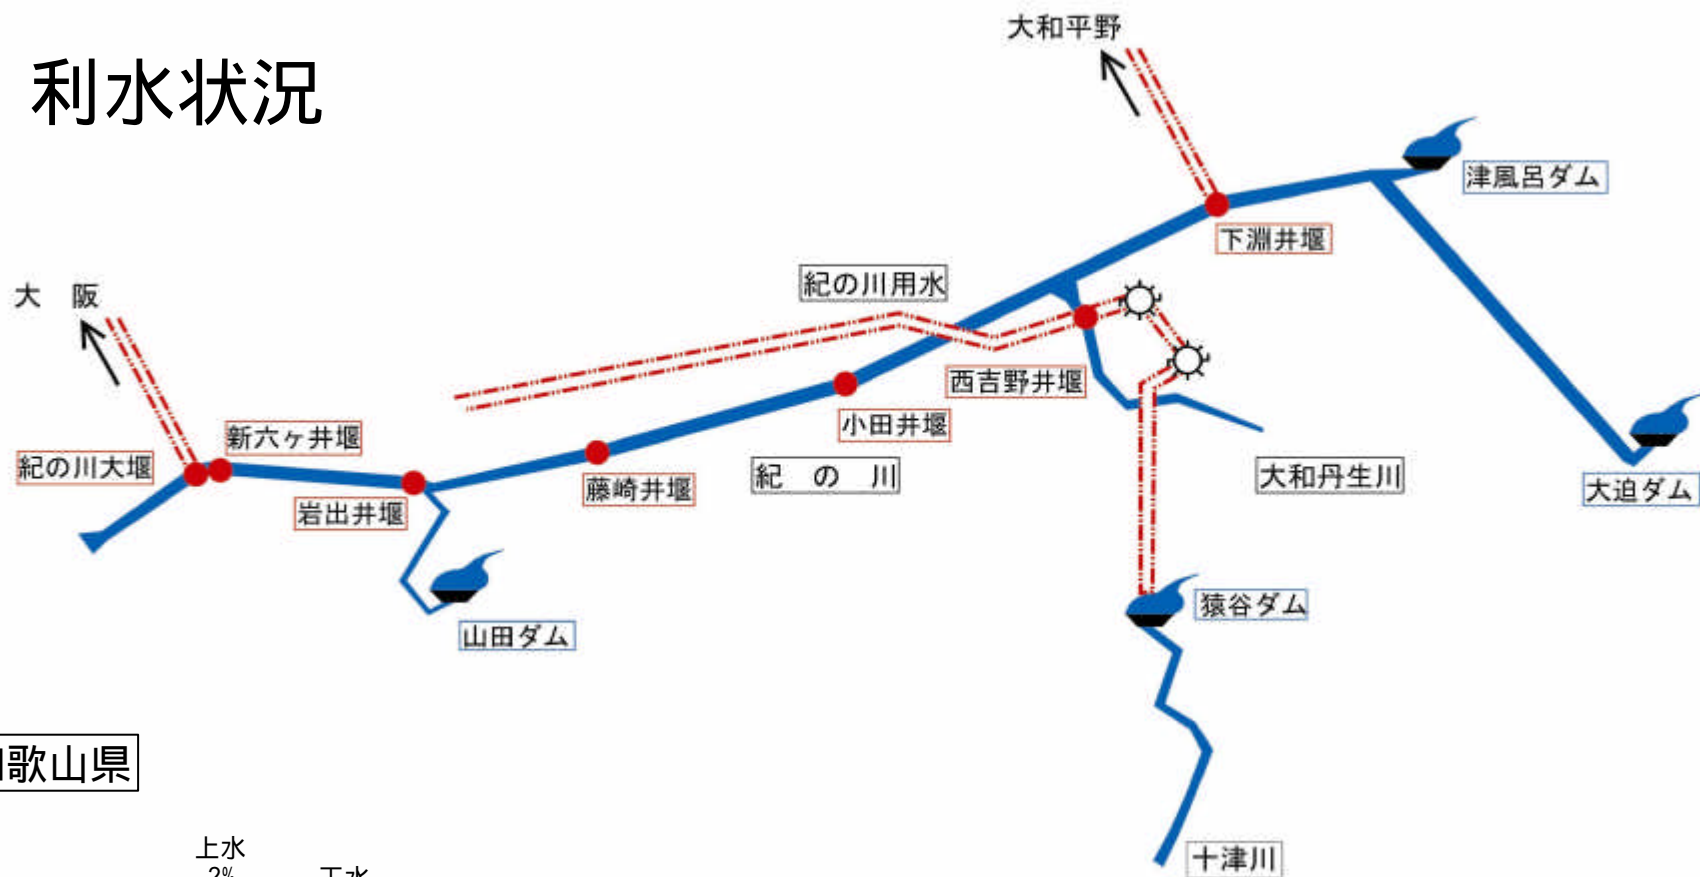 大和平野
利水状況
津風呂ダム
下淵井堰
紀の川用水
大 阪
西吉野井堰
小田井堰
新六ヶ井堰
紀の川大堰
紀 の 川
大和丹生川
藤崎井堰
大迫ダム
岩出井堰
猿谷ダム
山田ダム
歌山県
上水
2%
十津川